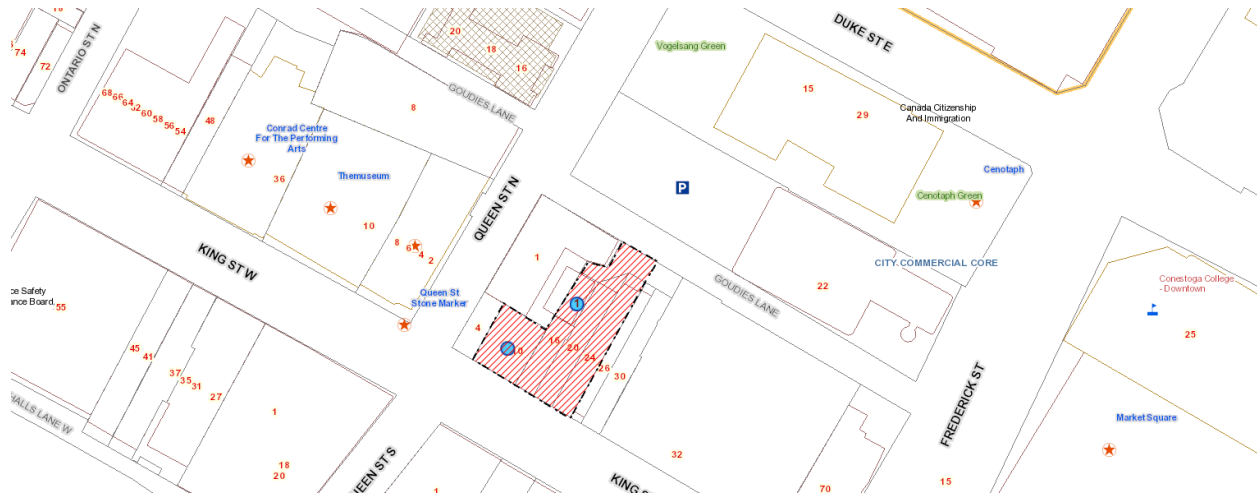 74
72
ONTARIO ST N
68
66
64
60
58
56
54
48
Conrad Centre
For The Performing
Arts
36
Themuseum
10
8
6
4
2
8
20
18
16
GOUDIES LANE
QUEEN ST N
KING ST W
Queen St
Stone Marker
ce Safety
ance Board
55
45
41
37
35
31
27
1
18
20
HALLS LANE W
UEEN ST S
1
4
1
1
10
16
20
24
26
30
32
70
KING S
Vogelsang Green
DUKE ST E
15
29
Canada Citizenship
And Immigration
Cenotaph
Cenotaph Green
P
CITY COMMERCIAL CORE
GOUDIES LANE
22
FREDERICK ST
15
Conestoga College
- Downtown
25
Market Square